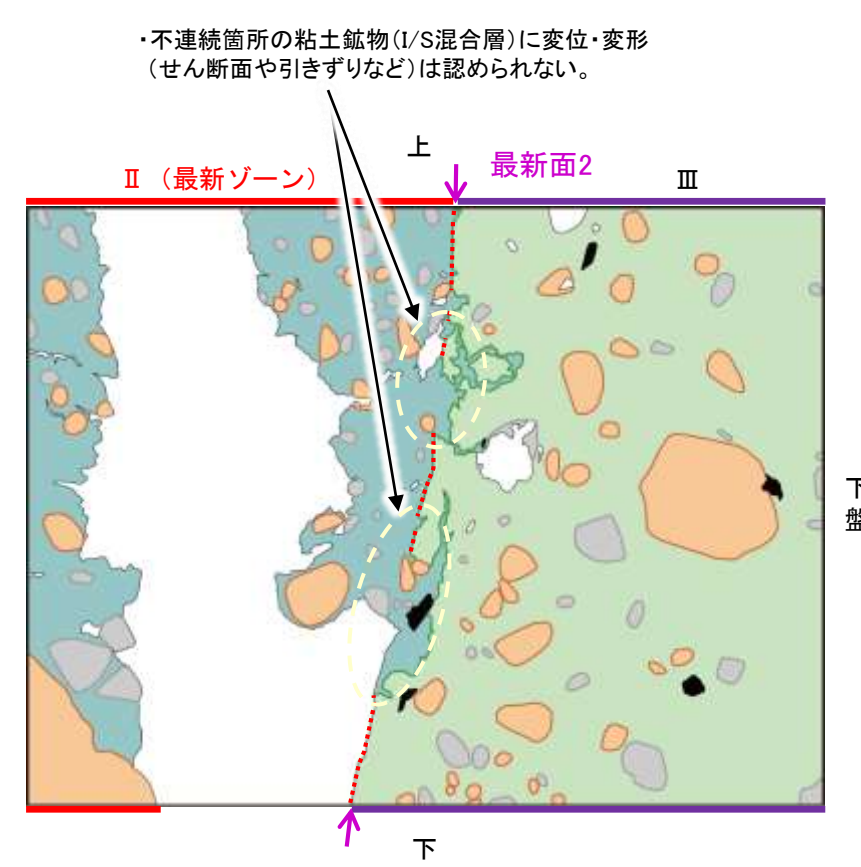 ・不連続箇所の粘土鉱物(I/S混合層)に変位・変形
(せん断面や引きずりなど)は認められない。
上
Ⅱ (最新ゾーン)
最新面2
Ⅲ
下
盤
下